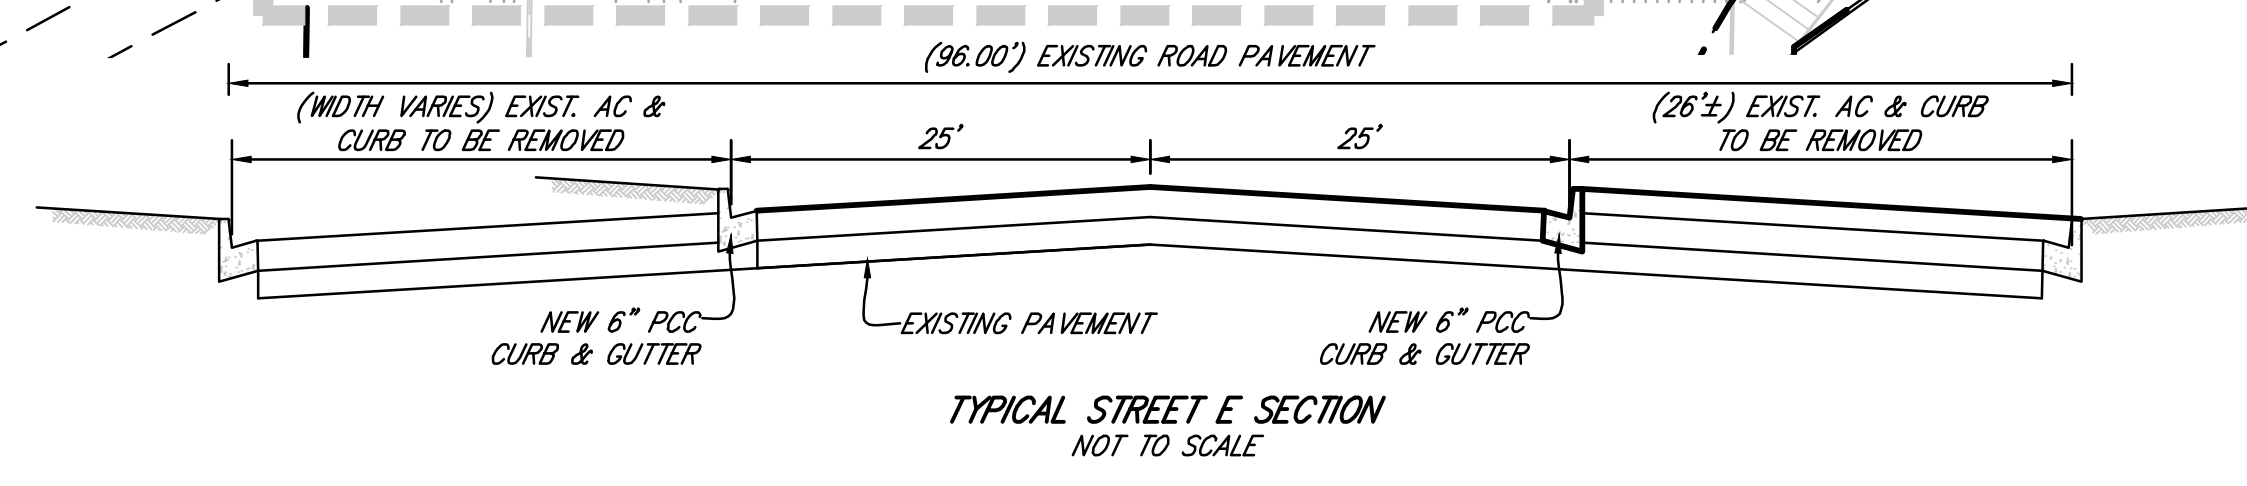 (96.00') EXISTING ROAD PAVEMENT
(WIDTH VARIES) EXIST. AC &
CURB TO BE REMOVED
25'
25'
(26'±) EXIST. AC & CURB
TO BE REMOVED
NEW 6" PCC
CURB & GUTTER
EXISTING PAVEMENT
NEW 6" PCC
CURB & GUTTER
TYPICAL STREET E SECTION
NOT TO SCALE